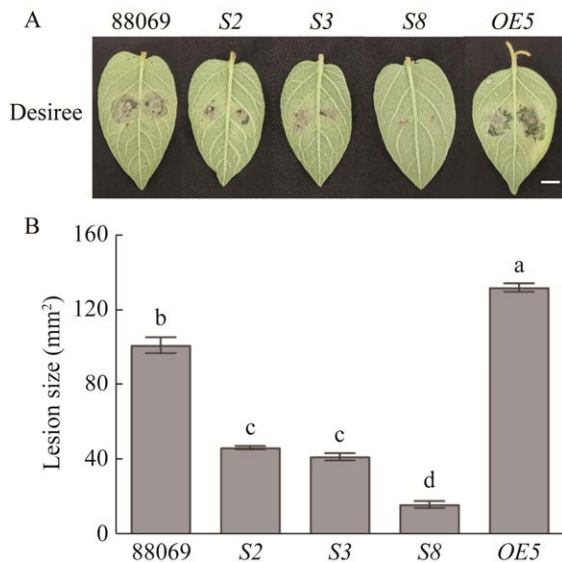 A
88069 S2 S3 S8 OE5
Desiree
B
Lesion size (mm²)
160
120
80
40
0
b
c
c
d
a
88069 S2 S3 S8 OE5